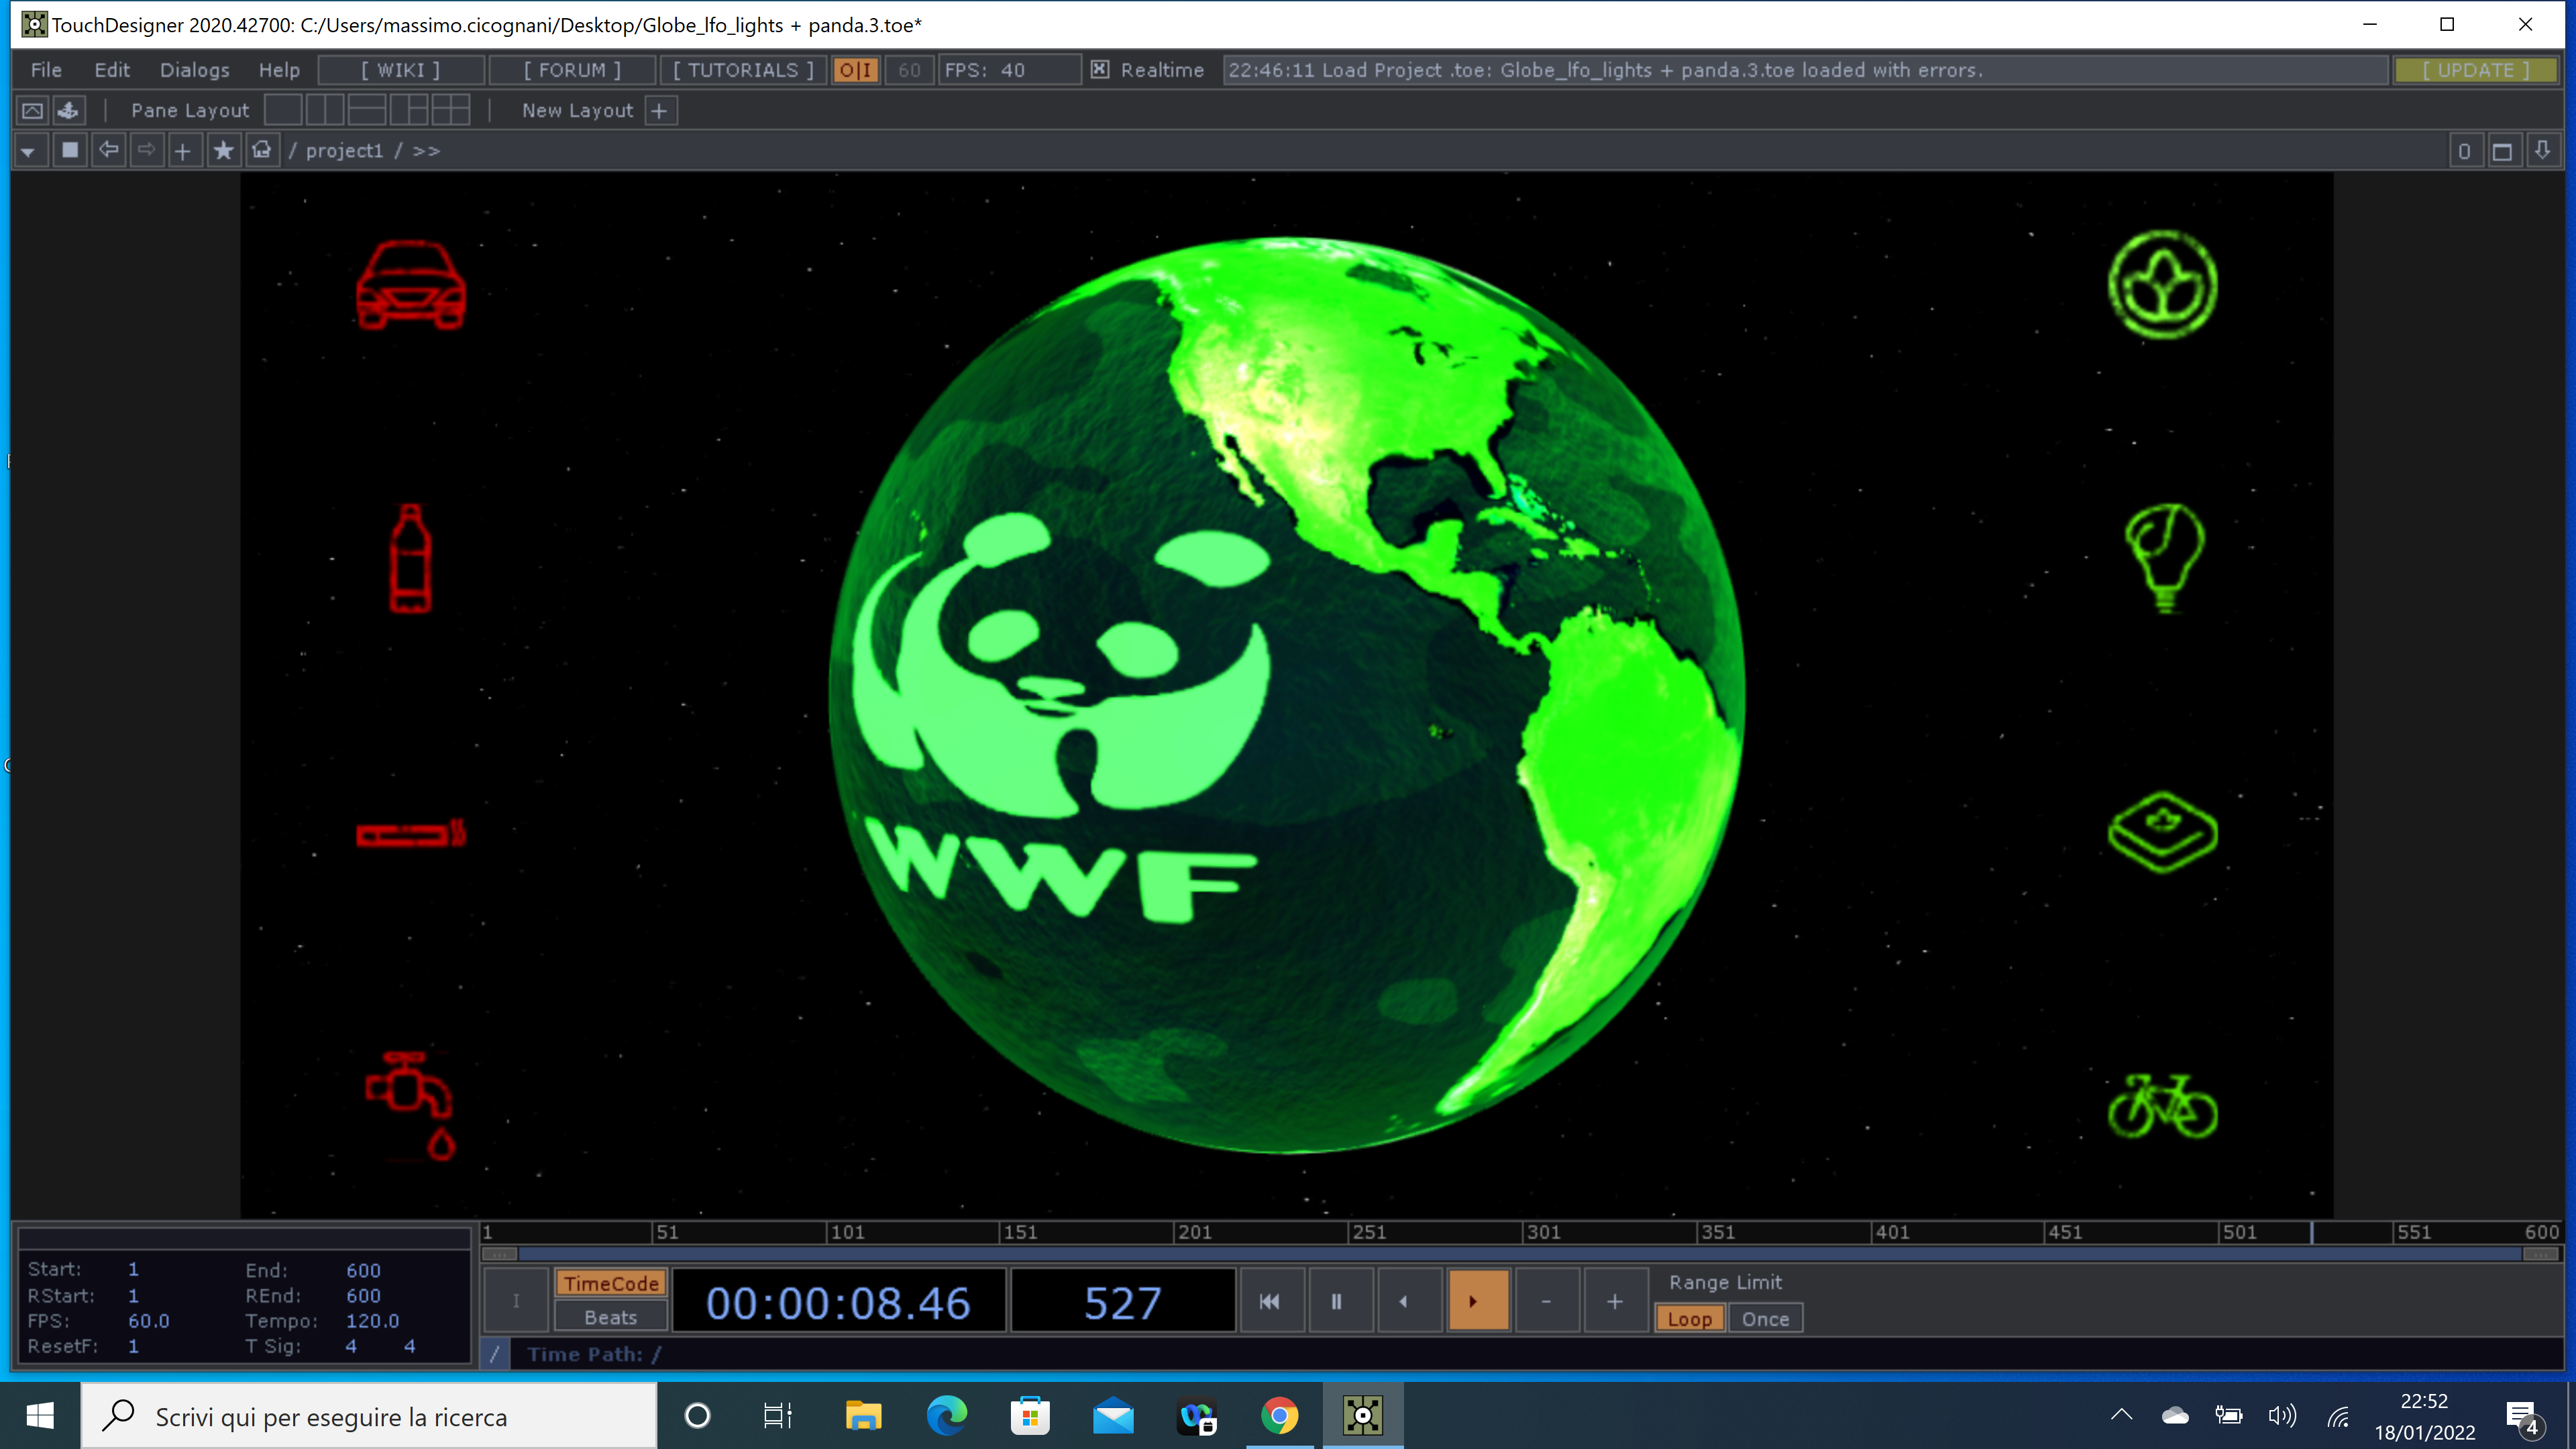 TouchDesigner 2020.42700: C:/Users/massimo.cicognani/Desktop/Globe_lfo_lights + panda.3.toe*
File Edit Dialogs Help [ WIKI ] [ FORUM ] [ TUTORIALS ] O|I 60 FPS: 40 Realtime 22:46:11 Load Project .toe: Globe_lfo_lights + panda.3.toe loaded with errors. [ UPDATE ]
Pane Layout New Layout +
/ project1 / >> 0
WWF
1 51 101 151 201 251 301 351 401 451 501 551 600
Start: 1 End: 600
RStart: 1 REnd: 600
FPS: 60.0 Tempo: 120.0
ResetF: 1 T Sig: 4 4
I TimeCode Beats 00:00:08.46 527 - + Range Limit
Loop Once
/ Time Path: /
Scrivi qui per eseguire la ricerca
22:52
18/01/2022
4